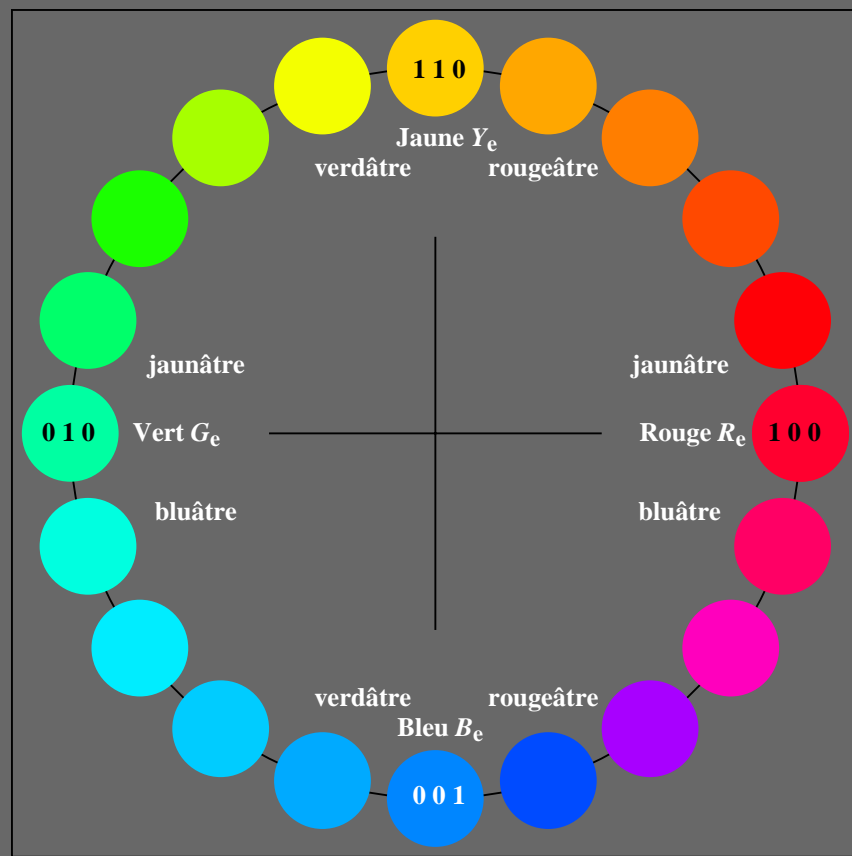 1 1 0
Jaune Ye
verdâtre rougeâtre
jaunâtre jaunâtre
0 1 0 Vert Ge Rouge Re 1 0 0
bluâtre bluâtre
verdâtre rougeâtre
Bleu Be
0 0 1